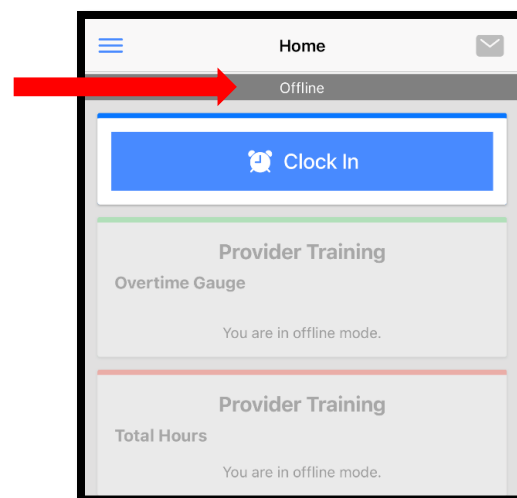 Home
Offline
Clock In
Provider Training
Overtime Gauge
You are in offline mode.
Provider Training
Total Hours
You are in offline mode.